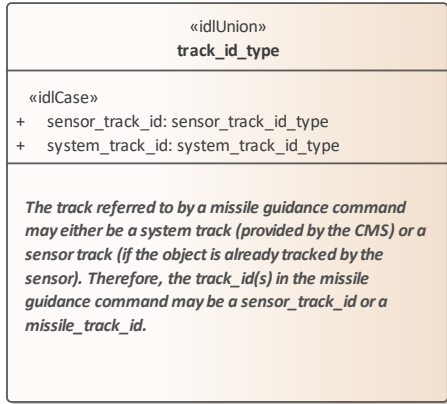 «idlUnion»
track_id_type
«idlCase»
+ sensor_track_id: sensor_track_id_type
+ system_track_id: system_track_id_type
The track referred to by a missile guidance command
may either be a system track (provided by the CMS) or a
sensor track (if the object is already tracked by the
sensor). Therefore, the track_id(s) in the missile
guidance command may be a sensor_track_id or a
missile_track_id.